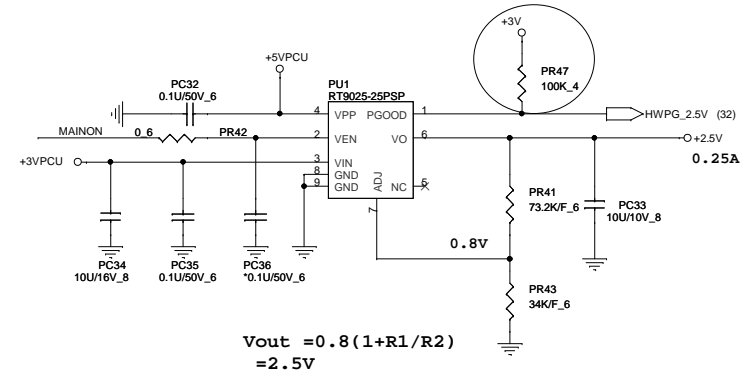 +3V
+5VPCU
PR47
100K_4
PC32
0.1U/50V_6
PU1
RT9025-25PSP
4 VPP PGOOD 1
HWPG_2.5V (32)
MAINON 0_6 PR42
2 VEN VO 6
+2.5V
0.25A
+3VPCU
3 VIN
8 GND
9 GND
ADJ
NC 5
7
PR41
73.2K/F_6
PC33
10U/10V_8
0.8V
PC34
10U/16V_8
PC35
0.1U/50V_6
PC36
*0.1U/50V_6
PR43
34K/F_6
Vout =0.8(1+R1/R2)
=2.5V